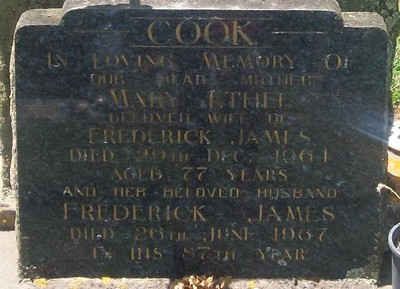 COOK
IN LOVING MEMORY OF
OUR DEAR MOTHER
MARY ETHEL
BELOVED WIFE OF
FREDERICK JAMES
DIED 29TH DEC. 1964
AGED 77 YEARS
AND HER BELOVED HUSBAND
FREDERICK JAMES
DIED 26TH JUNE 1967
IN HIS 87TH YEAR